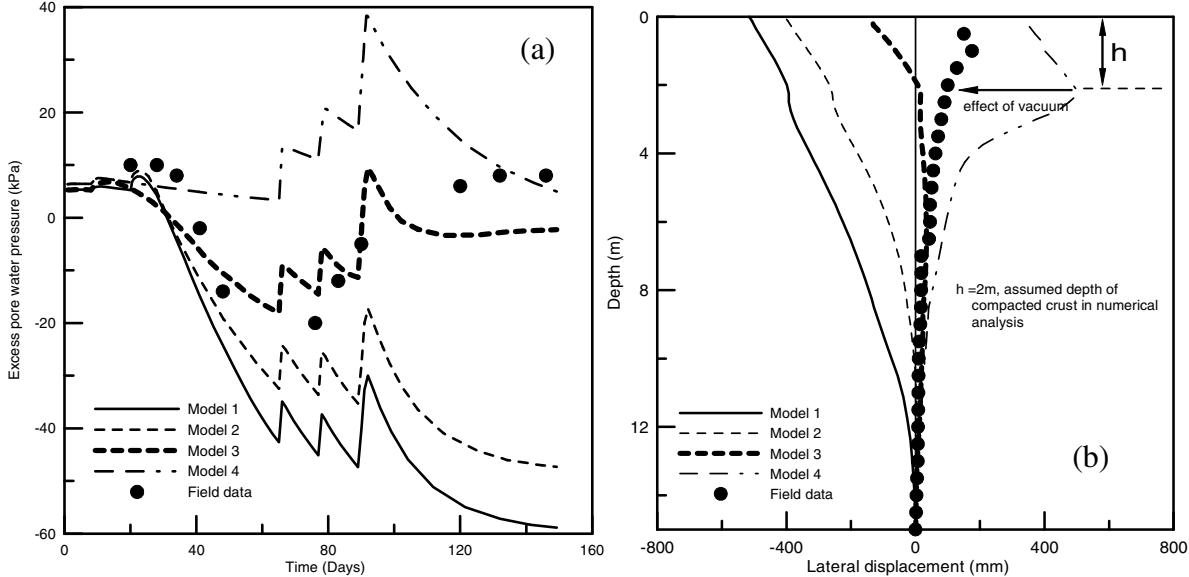 (a)
Excess pore water pressure (kPa)
40
20
0
-20
-40
-60
Model 1
Model 2
Model 3
Model 4
Field data
0
40
80
120
160
Time (Days)
(b)
Depth (m)
0
4
8
12
h
effect of vacuum
h =2m, assumed depth of
compacted crust in numerical
analysis
Model 1
Model 2
Model 3
Model 4
Field data
-800
-400
0
400
800
Lateral displacement (mm)